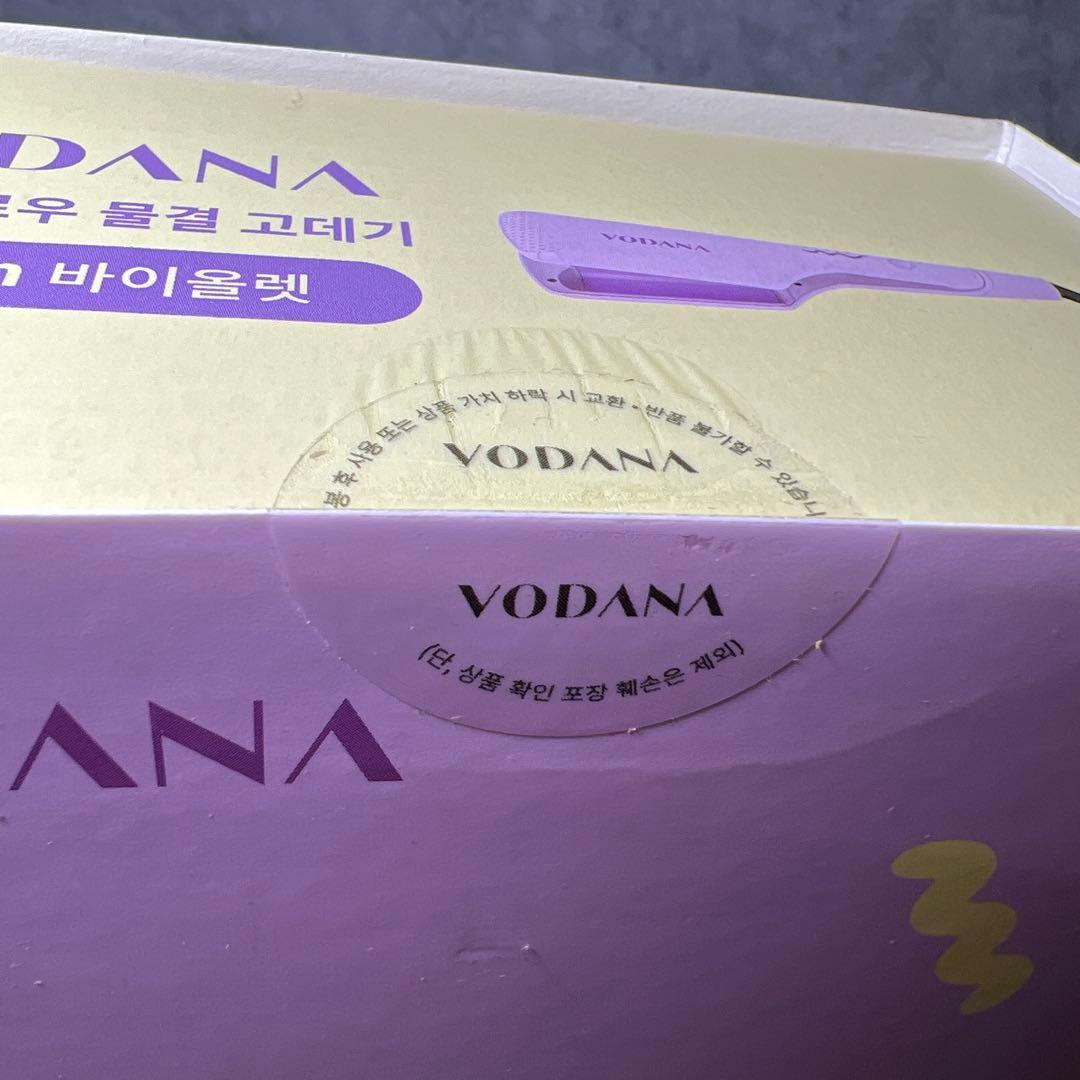 DANA
우 물결 고데기
바이올렛
VODANA
봉 후 사용 또는 상품 가치 하락 시 교환 · 반품 불가할 수 있습니
VODANA
VODANA
(단, 상품 확인 포장 훼손은 제외)
ANA